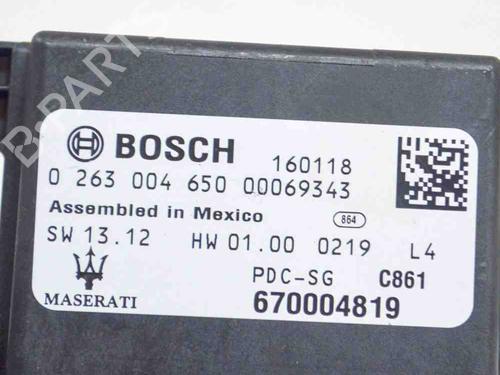 B-PARTS
BOSCH 160118
0 263 004 650 00069343
Assembled in Mexico 864
SW 13.12 HW 01.00 0219 L4
PDC-SG C861
MASERATI 670004819